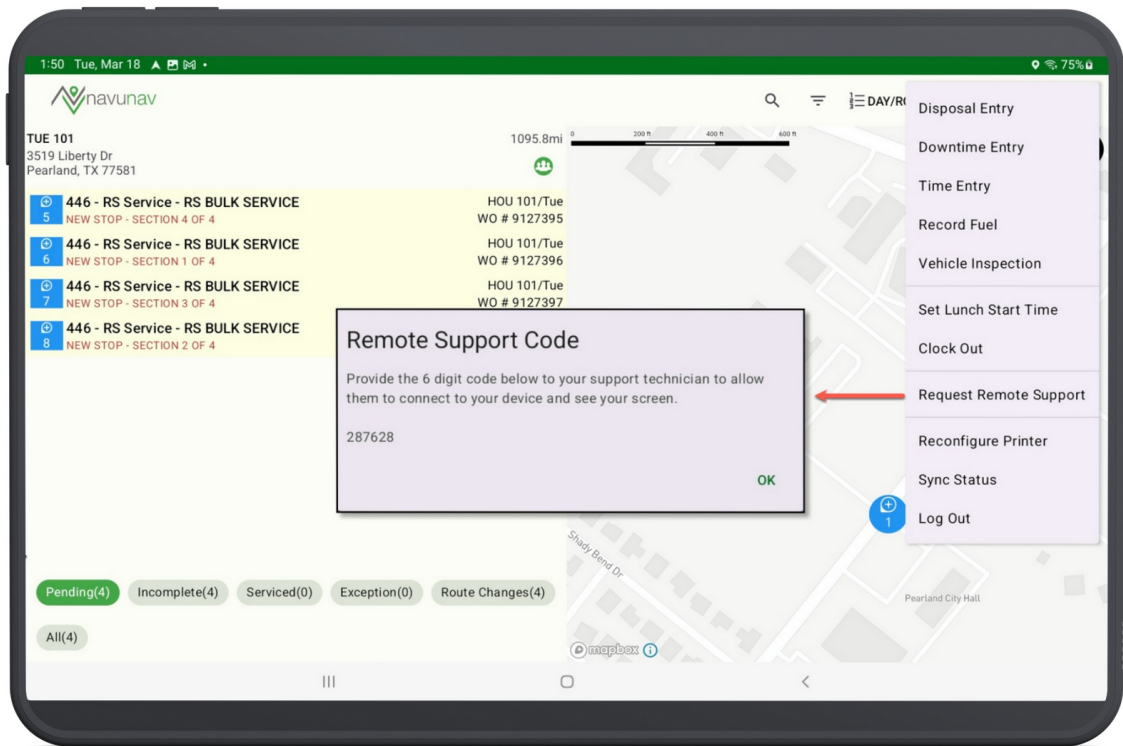 1:50 Tue, Mar 18
75%
navunav
DAY/RO
TUE 101
1095.8mi
3519 Liberty Dr
Pearland, TX 77581
446 - RS Service - RS BULK SERVICE
HOU 101/Tue
5
NEW STOP - SECTION 4 OF 4
WO # 9127395
446 - RS Service - RS BULK SERVICE
HOU 101/Tue
6
NEW STOP - SECTION 1 OF 4
WO # 9127396
446 - RS Service - RS BULK SERVICE
HOU 101/Tue
7
NEW STOP - SECTION 3 OF 4
WO # 9127397
446 - RS Service - RS BULK SERVICE
8
NEW STOP - SECTION 2 OF 4
Pending(4)
Incomplete(4)
Serviced(0)
Exception(0)
Route Changes(4)
All(4)
0 200 ft 400 ft 600 ft
Remote Support Code
Provide the 6 digit code below to your support technician to allow
them to connect to your device and see your screen.
287628
OK
Disposal Entry
Downtime Entry
Time Entry
Record Fuel
Vehicle Inspection
Set Lunch Start Time
Clock Out
Request Remote Support
Reconfigure Printer
Sync Status
Log Out
1
Shady Bend Dr
Pearland City Hall
mapbox